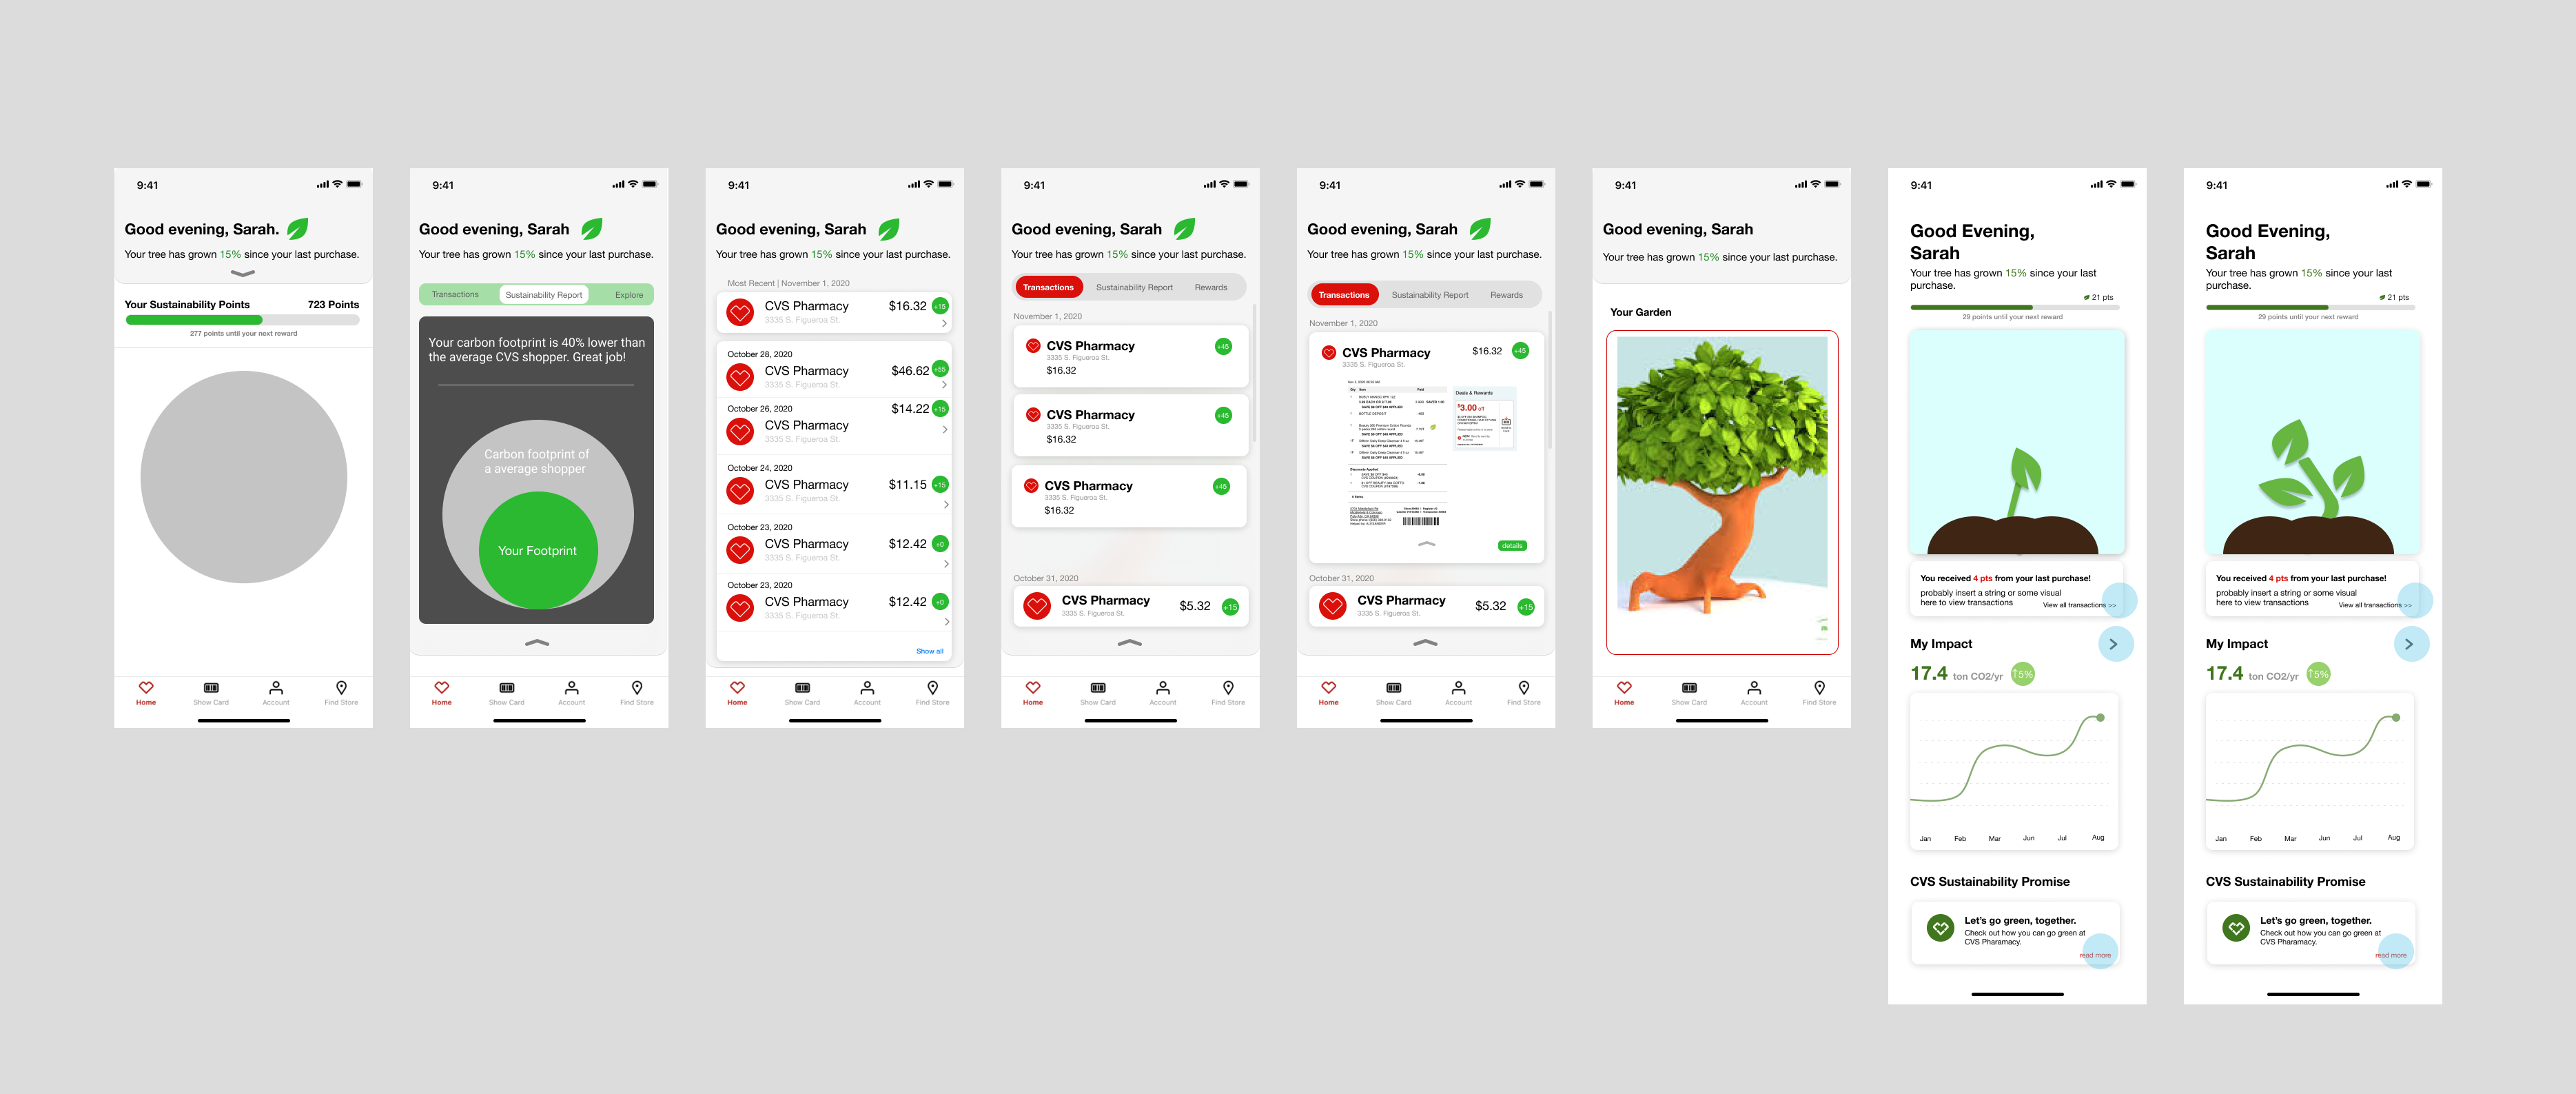 9:41
Good evening, Sarah.
Your tree has grown 15% since your last purchase.
Your Sustainability Points 723 Points
277 points until your next reward
Home Show Card Account Find Store
9:41
Good evening, Sarah
Your tree has grown 15% since your last purchase.
Transactions Sustainability Report Explore
Your carbon footprint is 40% lower than
the average CVS shopper. Great job!
Carbon footprint of
a average shopper
Your Footprint
Home Show Card Account Find Store
9:41
Good evening, Sarah
Your tree has grown 15% since your last purchase.
Most Recent | November 1, 2020
CVS Pharmacy $16.32 +15
3335 S. Figueroa St.
October 28, 2020
CVS Pharmacy $46.62 +55
3335 S. Figueroa St.
October 26, 2020 $14.22 +15
CVS Pharmacy
3335 S. Figueroa St.
October 24, 2020
CVS Pharmacy $11.15 +15
3335 S. Figueroa St.
October 23, 2020
CVS Pharmacy $12.42 +0
3335 S. Figueroa St.
October 23, 2020
CVS Pharmacy $12.42 +0
3335 S. Figueroa St.
Show all
Home Show Card Account Find Store
9:41
Good evening, Sarah
Your tree has grown 15% since your last purchase.
Transactions Sustainability Report Rewards
November 1, 2020
CVS Pharmacy +45
3335 S. Figueroa St.
$16.32
CVS Pharmacy +45
3335 S. Figueroa St.
$16.32
CVS Pharmacy +45
3335 S. Figueroa St.
$16.32
October 31, 2020
CVS Pharmacy $5.32 +15
3335 S. Figueroa St.
Home Show Card Account Find Store
9:41
Good evening, Sarah
Your tree has grown 15% since your last purchase.
Transactions Sustainability Report Rewards
November 1, 2020
CVS Pharmacy $16.32 +45
3335 S. Figueroa St.
Qty Item Paid
Deals & Rewards
$3.00 off
BOTTLE DEPOSIT
Discounts Applied
details
October 31, 2020
CVS Pharmacy $5.32 +15
3335 S. Figueroa St.
Home Show Card Account Find Store
9:41
Good evening, Sarah
Your tree has grown 15% since your last purchase.
Your Garden
Home Show Card Account Find Store
9:41
Good Evening,
Sarah
Your tree has grown 15% since your last
purchase.
21 pts
29 points until your next reward
You received 4 pts from your last purchase!
probably insert a string or some visual
here to view transactions View all transactions >>
My Impact
17.4 ton CO2/yr ↑5%
Jan Feb Mar Jun Jul Aug
CVS Sustainability Promise
Let's go green, together.
Check out how you can go green at
CVS Pharamacy.
read more
9:41
Good Evening,
Sarah
Your tree has grown 15% since your last
purchase.
21 pts
29 points until your next reward
You received 4 pts from your last purchase!
probably insert a string or some visual
here to view transactions View all transactions >>
My Impact
17.4 ton CO2/yr ↑5%
Jan Feb Mar Jun Jul Aug
CVS Sustainability Promise
Let's go green, together.
Check out how you can go green at
CVS Pharamacy.
read more